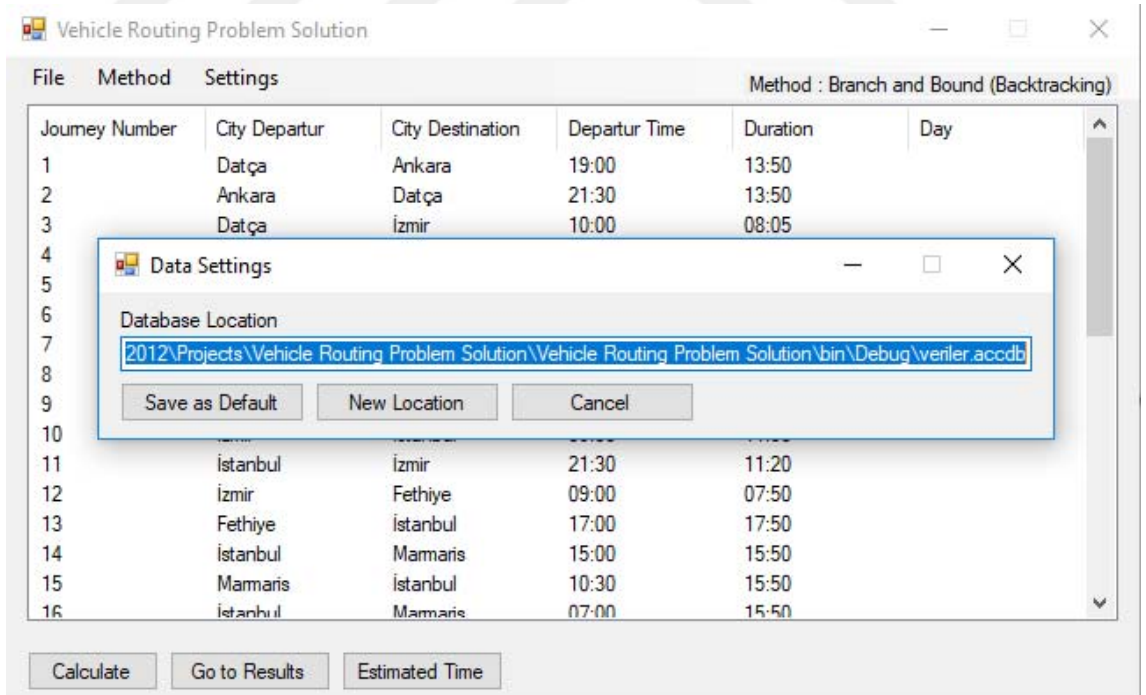 Vehicle Routing Problem Solution
File Method Settings Method : Branch and Bound (Backtracking)
Journey Number City Departur City Destination Departur Time Duration Day
1 Datça Ankara 19:00 13:50
2 Ankara Datça 21:30 13:50
3 Datça İzmir 10:00 08:05
4
Data Settings
5
6
Database Location
7
2012\Projects\Vehicle Routing Problem Solution\Vehicle Routing Problem Solution\bin\Debug\veriler.accdb
8
9
Save as Default New Location Cancel
10
11 İstanbul İzmir 21:30 11:20
12 İzmir Fethiye 09:00 07:50
13 Fethiye İstanbul 17:00 17:50
14 İstanbul Marmaris 15:00 15:50
15 Marmaris İstanbul 10:30 15:50
16 İstanbul Marmaris 07:00 15:50
Calculate Go to Results Estimated Time